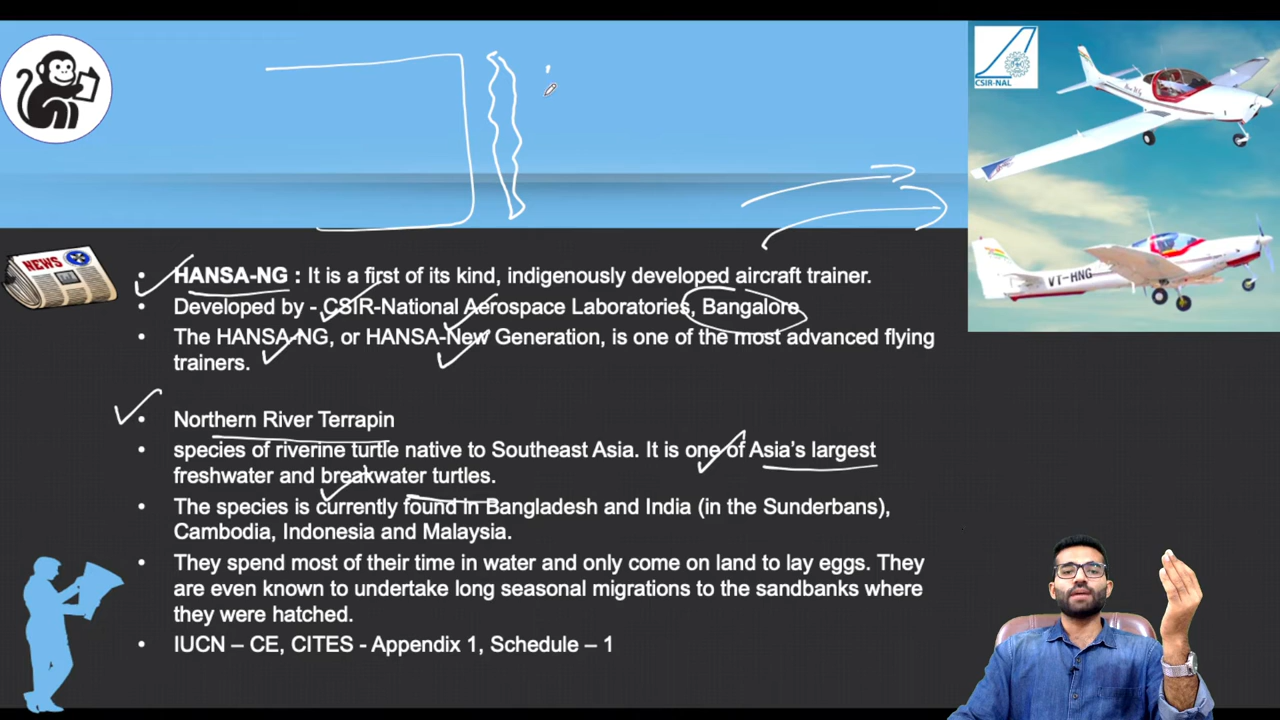 CSIR-NAL
NEWS
VT-HNG
• HANSA-NG : It is a first of its kind, indigenously developed aircraft trainer.
• Developed by - CSIR-National Aerospace Laboratories, Bangalore
• The HANSA-NG, or HANSA-New Generation, is one of the most advanced flying
trainers.
• Northern River Terrapin
• species of riverine turtle native to Southeast Asia. It is one of Asia's largest
freshwater and breakwater turtles.
• The species is currently found in Bangladesh and India (in the Sunderbans),
Cambodia, Indonesia and Malaysia.
• They spend most of their time in water and only come on land to lay eggs. They
are even known to undertake long seasonal migrations to the sandbanks where
they were hatched.
• IUCN – CE, CITES - Appendix 1, Schedule – 1